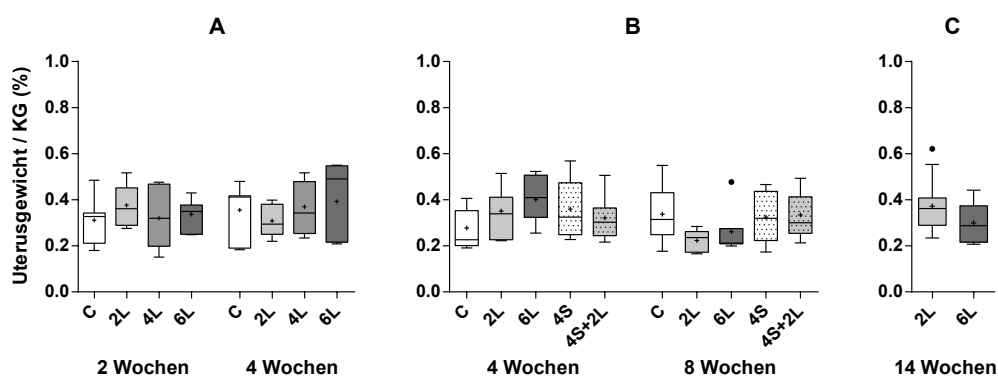 A
B
C
Uterusgewicht / KG (%)
1.0
0.8
0.6
0.4
0.2
0.0
C 2L 4L 6L C 2L 4L 6L
2 Wochen 4 Wochen
1.0
0.8
0.6
0.4
0.2
0.0
C 2L 6L 4S 4S+2L C 2L 6L 4S 4S+2L
4 Wochen 8 Wochen
1.0
0.8
0.6
0.4
0.2
0.0
2L 6L
14 Wochen